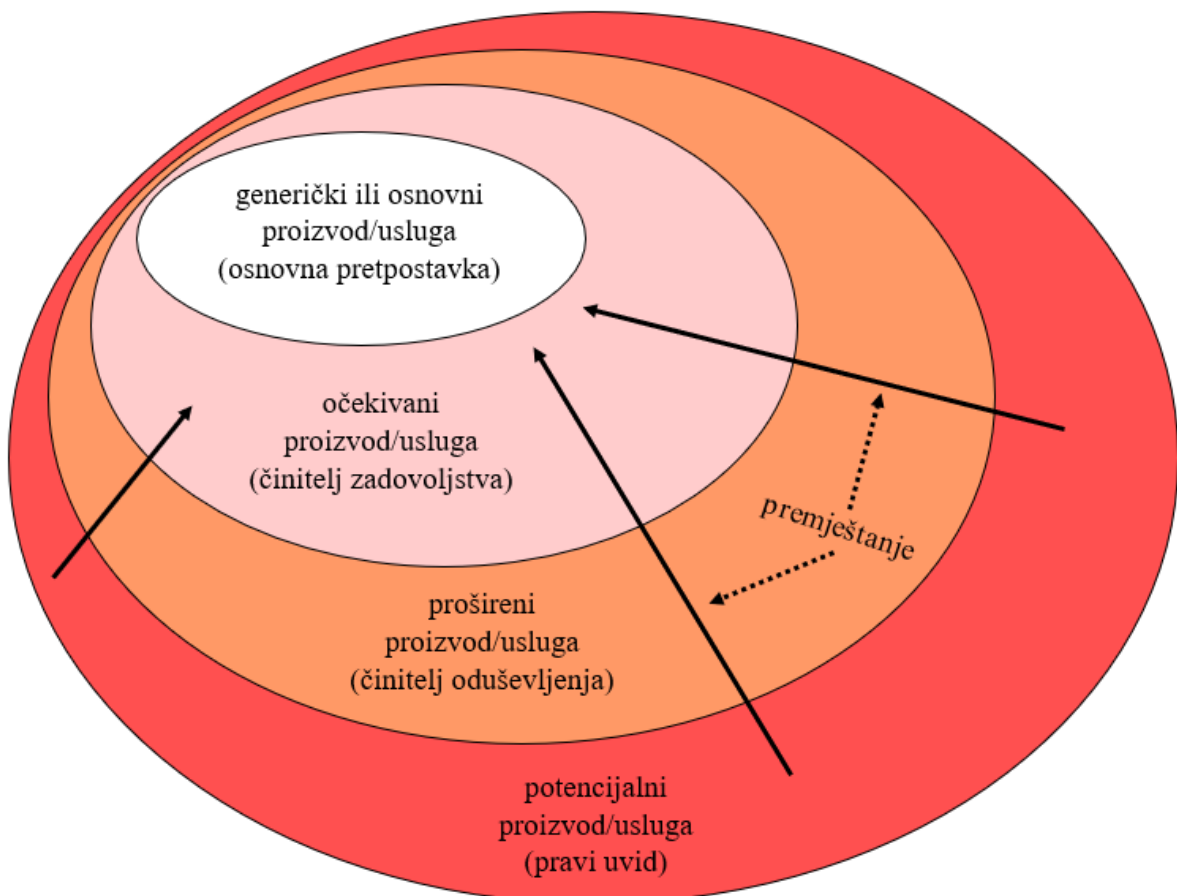 generički ili osnovni
proizvod/usluga
(osnovna pretpostavka)
očekivani
proizvod/usluga
(činitelj zadovoljstva)
premještanje
prošireni
proizvod/usluga
(činitelj oduševljenja)
potencijalni
proizvod/usluga
(pravi uvid)